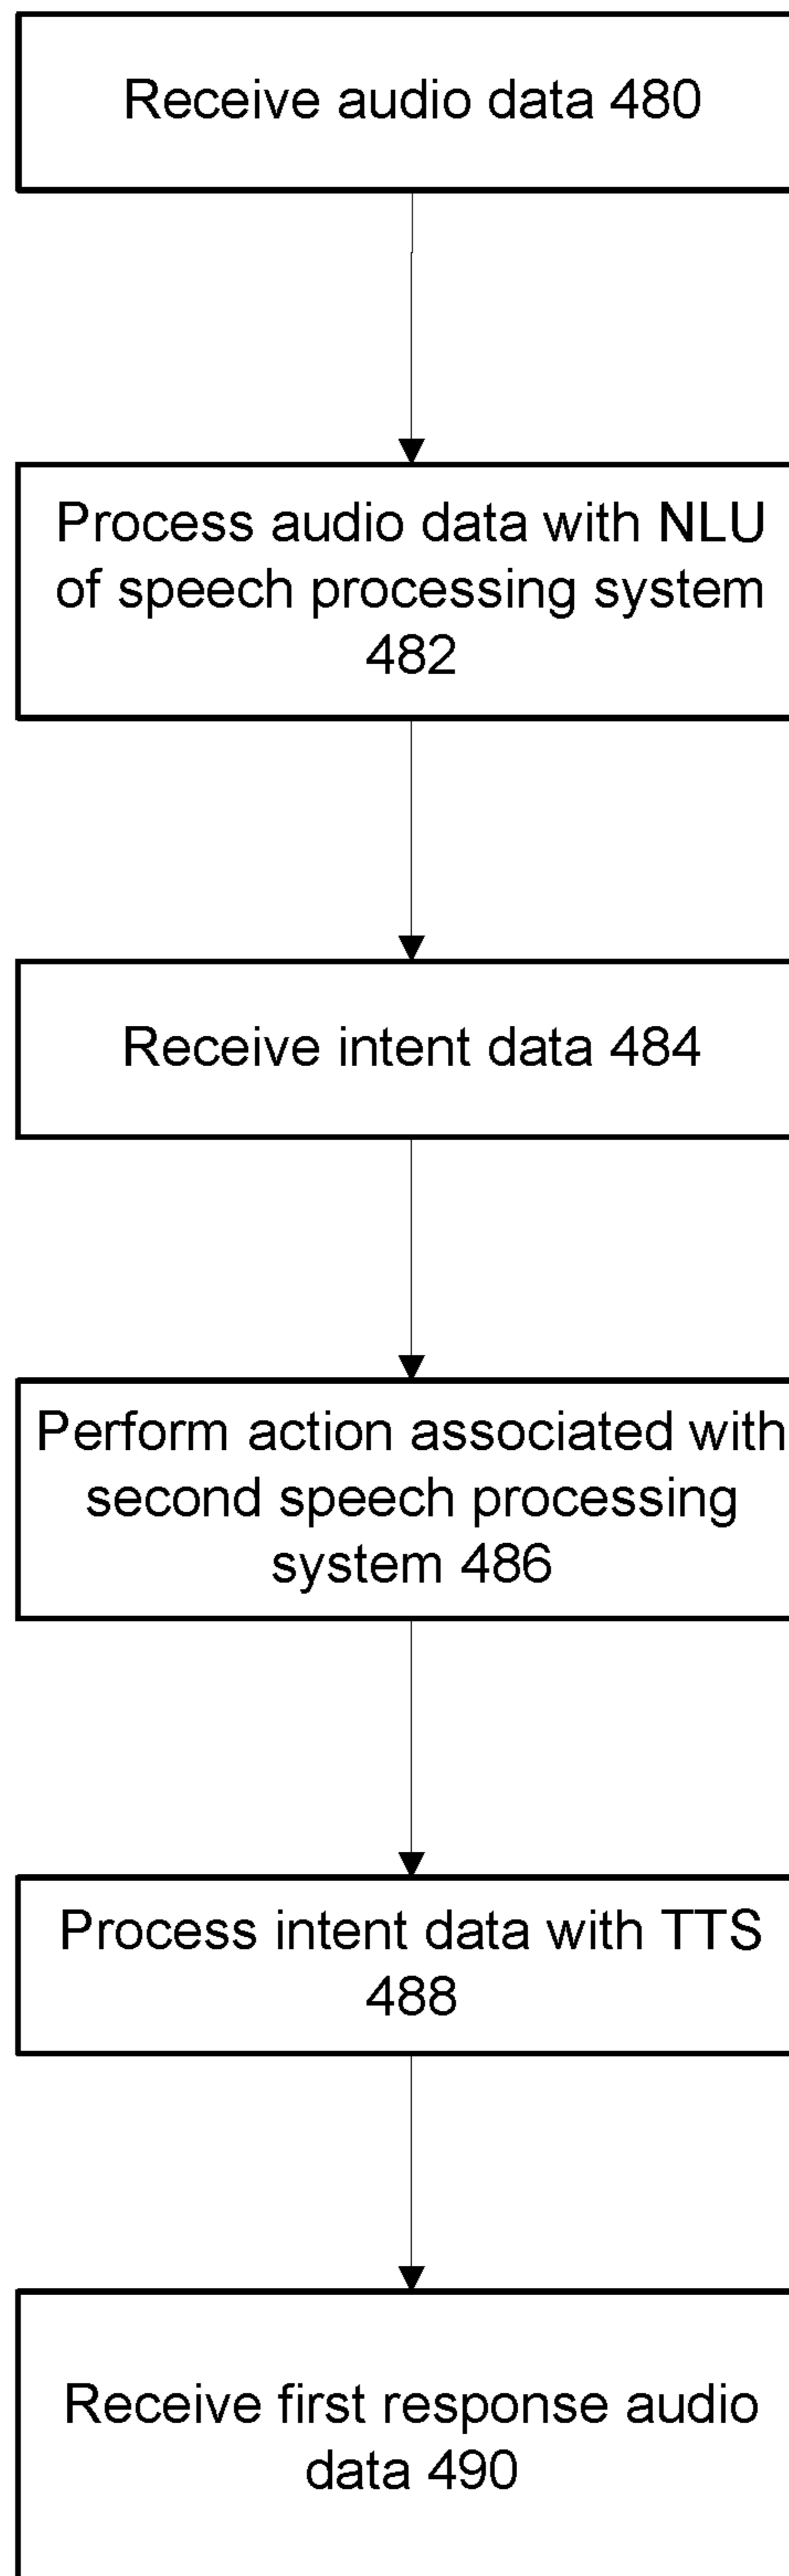 Receive audio data 480
Process audio data with NLU
of speech processing system
482
Receive intent data 484
Perform action associated with
second speech processing
system 486
Process intent data with TTS
488
Receive first response audio
data 490